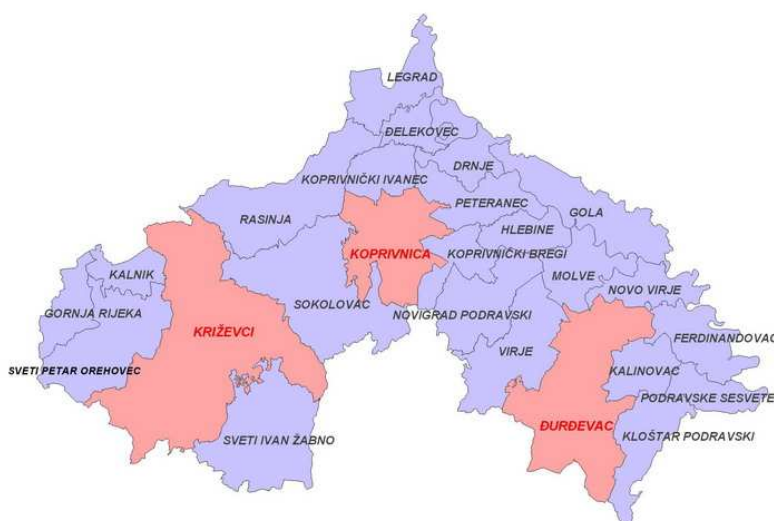 LEGRAD
ĐELEKOVEC
DRNJE
KOPRIVNIČKI IVANEC
PETERANEC
GOLA
RASINJA
HLEBINE
KOPRIVNICA
KOPRIVNIČKI BREGI
KALNIK
MOLVE
NOVO VIRJE
SOKOLOVAC
GORNJA RIJEKA
NOVIGRAD PODRAVSKI
KRIŽEVCI
FERDINANDOVAC
VIRJE
SVETI PETAR OREHOVEC
KALINOVAC
PODRAVSKE SESVETE
ĐURĐEVAC
KLOŠTAR PODRAVSKI
SVETI IVAN ŽABNO